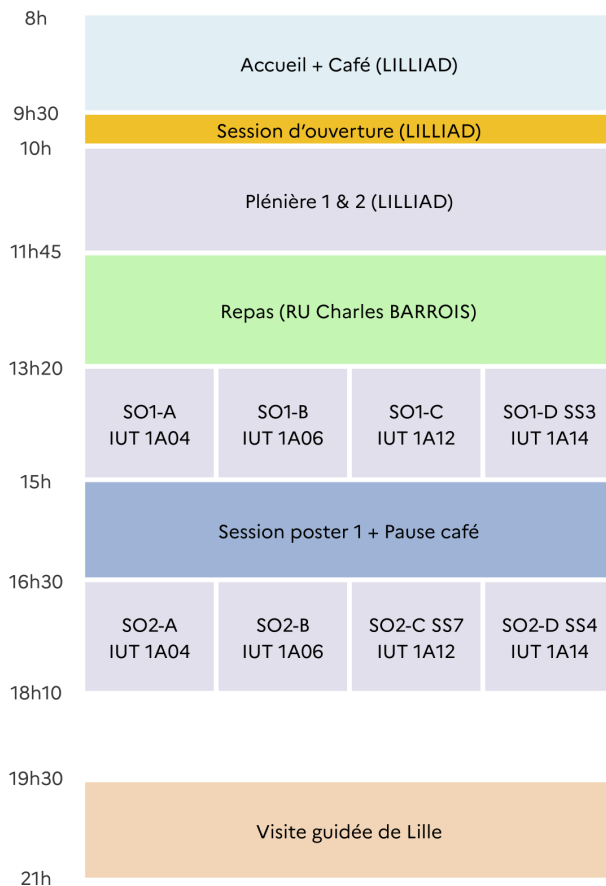 8h
Accueil + Café (LILLIAD)
9h30
Session d'ouverture (LILLIAD)
10h
Plénière 1 & 2 (LILLIAD)
11h45
Repas (RU Charles BARROIS)
13h20
SO1-A SO1-B SO1-C SO1-D SS3
IUT 1A04 IUT 1A06 IUT 1A12 IUT 1A14
15h
Session poster 1 + Pause café
16h30
SO2-A SO2-B SO2-C SS7 SO2-D SS4
IUT 1A04 IUT 1A06 IUT 1A12 IUT 1A14
18h10
19h30
Visite guidée de Lille
21h